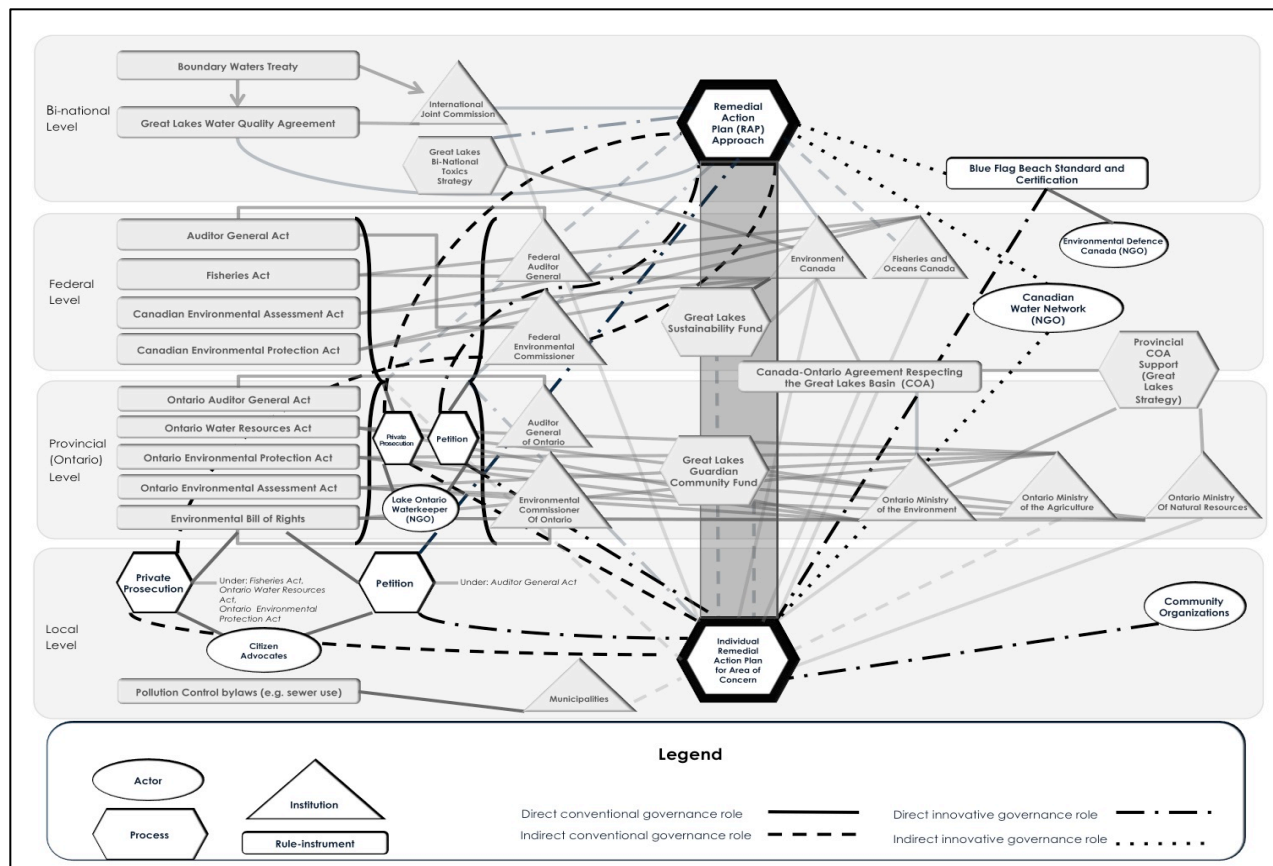 Bi-national
Level
Boundary Waters Treaty
Great Lakes Water Quality Agreement
International
Joint Commission
Great Lakes
Bi-National
Toxics
Strategy
Remedial
Action
Plan (RAP)
Approach
Blue Flag Beach Standard and
Certification
Federal
Level
Auditor General Act
Fisheries Act
Canadian Environmental Assessment Act
Canadian Environmental Protection Act
Federal
Auditor
General
Federal
Environmental
Commissioner
Great Lakes
Sustainability Fund
Environment
Canada
Fisheries and
Oceans Canada
Environmental Defence
Canada (NGO)
Canadian
Water Network
(NGO)
Canada-Ontario Agreement Respecting
the Great Lakes Basin (COA)
Provincial
COA
Support
(Great
Lakes
Strategy)
Provincial
(Ontario)
Level
Ontario Auditor General Act
Ontario Water Resources Act
Ontario Environmental Protection Act
Ontario Environmental Assessment Act
Environmental Bill of Rights
Private
Prosecution
Petition
Lake Ontario
Waterkeeper
(NGO)
Auditor
General
of Ontario
Environmental
Commissioner
Of Ontario
Great Lakes
Guardian
Community Fund
Ontario Ministry
of the Environment
Ontario Ministry
of the Agriculture
Ontario Ministry
Of Natural Resources
Local
Level
Private
Prosecution
Under: Fisheries Act,
Ontario Water Resources
Act,
Ontario Environmental
Protection Act
Petition
Under: Auditor General Act
Citizen
Advocates
Pollution Control bylaws (e.g. sewer use)
Municipalities
Individual
Remedial
Action Plan
for Area of
Concern
Community
Organizations
Legend
Actor
Process
Institution
Rule-instrument
Direct conventional governance role
Indirect conventional governance role
Direct innovative governance role
Indirect innovative governance role